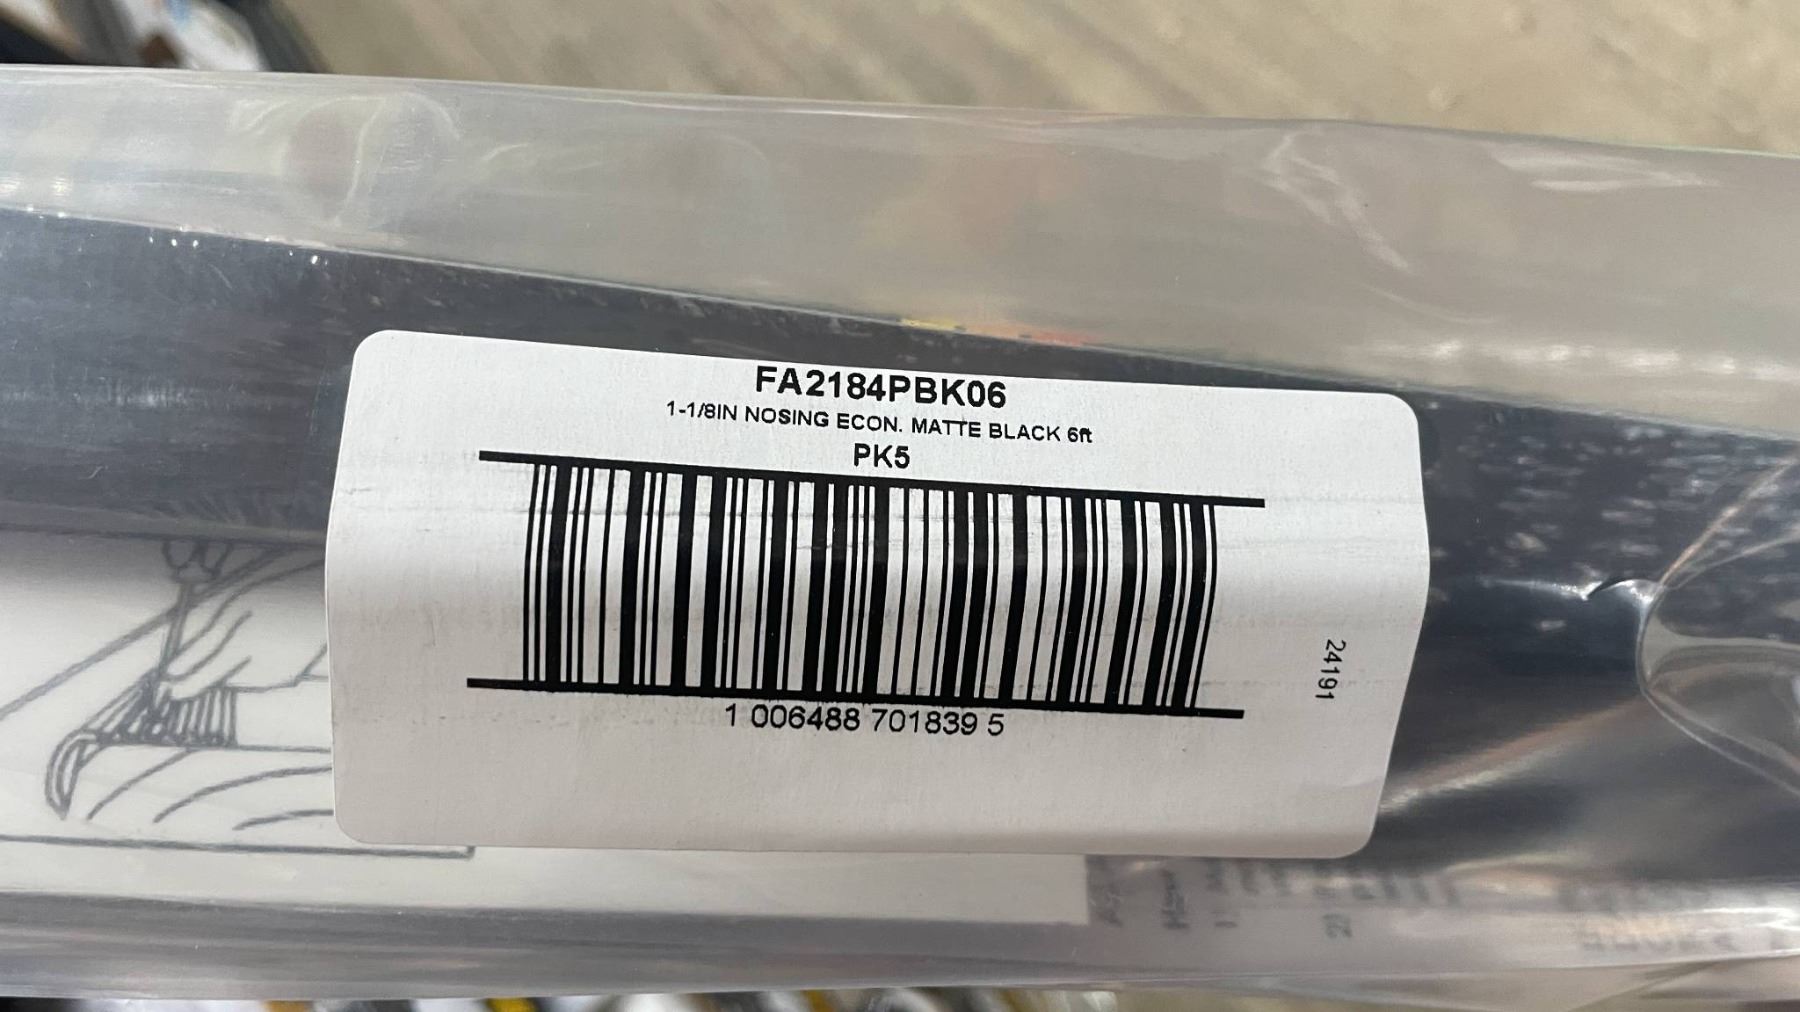 FA2184PBK06
1-1/8IN NOSING ECON. MATTE BLACK 6ft
PK5
1 006488 701839 5
24191